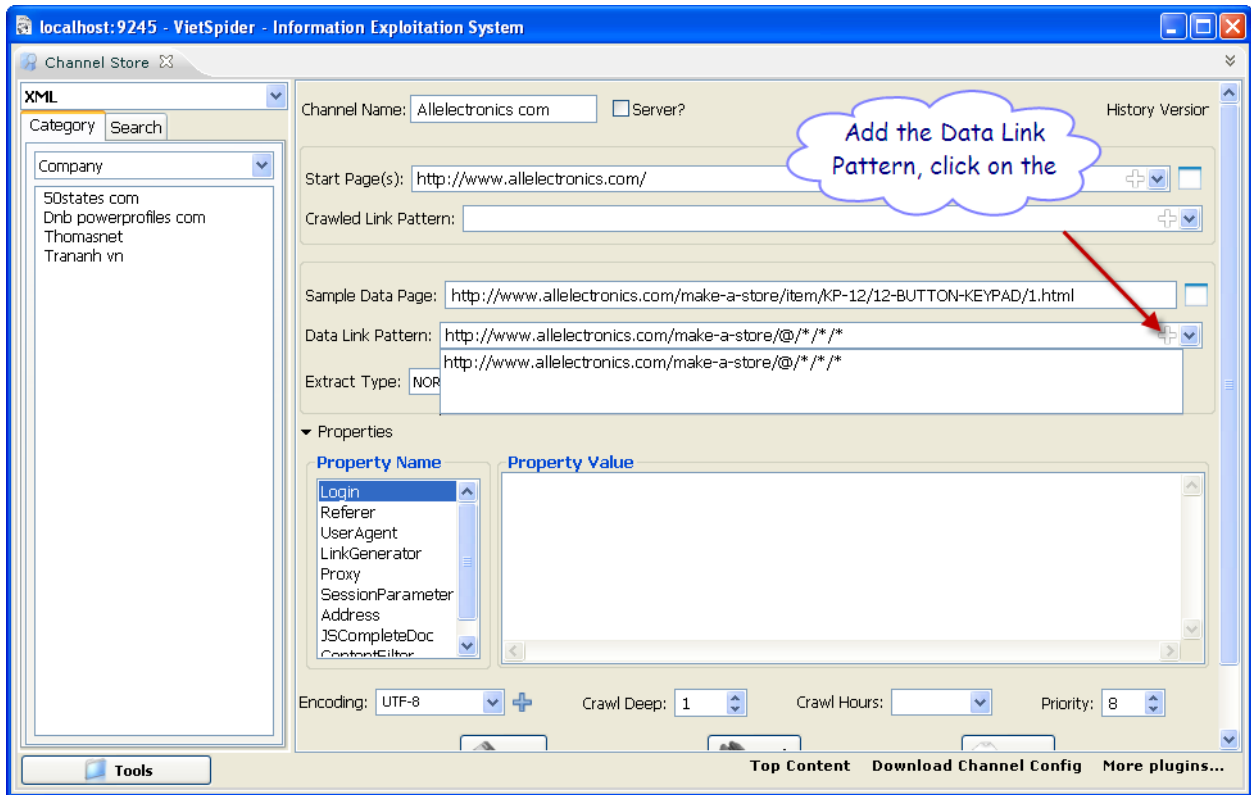 localhost:9245 - VietSpider - Information Exploitation System
Channel Store
XML
Category Search
Company
50states com
Dnb powerprofiles com
Thomasnet
Trananh vn
Channel Name: Allelectronics com Server? History Version
Add the Data Link
Pattern, click on the
Start Page(s): http://www.allelectronics.com/
Crawled Link Pattern:
Sample Data Page: http://www.allelectronics.com/make-a-store/item/KP-12/12-BUTTON-KEYPAD/1.html
Data Link Pattern: http://www.allelectronics.com/make-a-store/@/*/*/*
http://www.allelectronics.com/make-a-store/@/*/*/*
Extract Type: NOR
Properties
Property Name Property Value
Login
Referer
UserAgent
LinkGenerator
Proxy
SessionParameter
Address
JSCompleteDoc
ContentFilter
Encoding: UTF-8 Crawl Deep: 1 Crawl Hours: Priority: 8
Tools Top Content Download Channel Config More plugins...